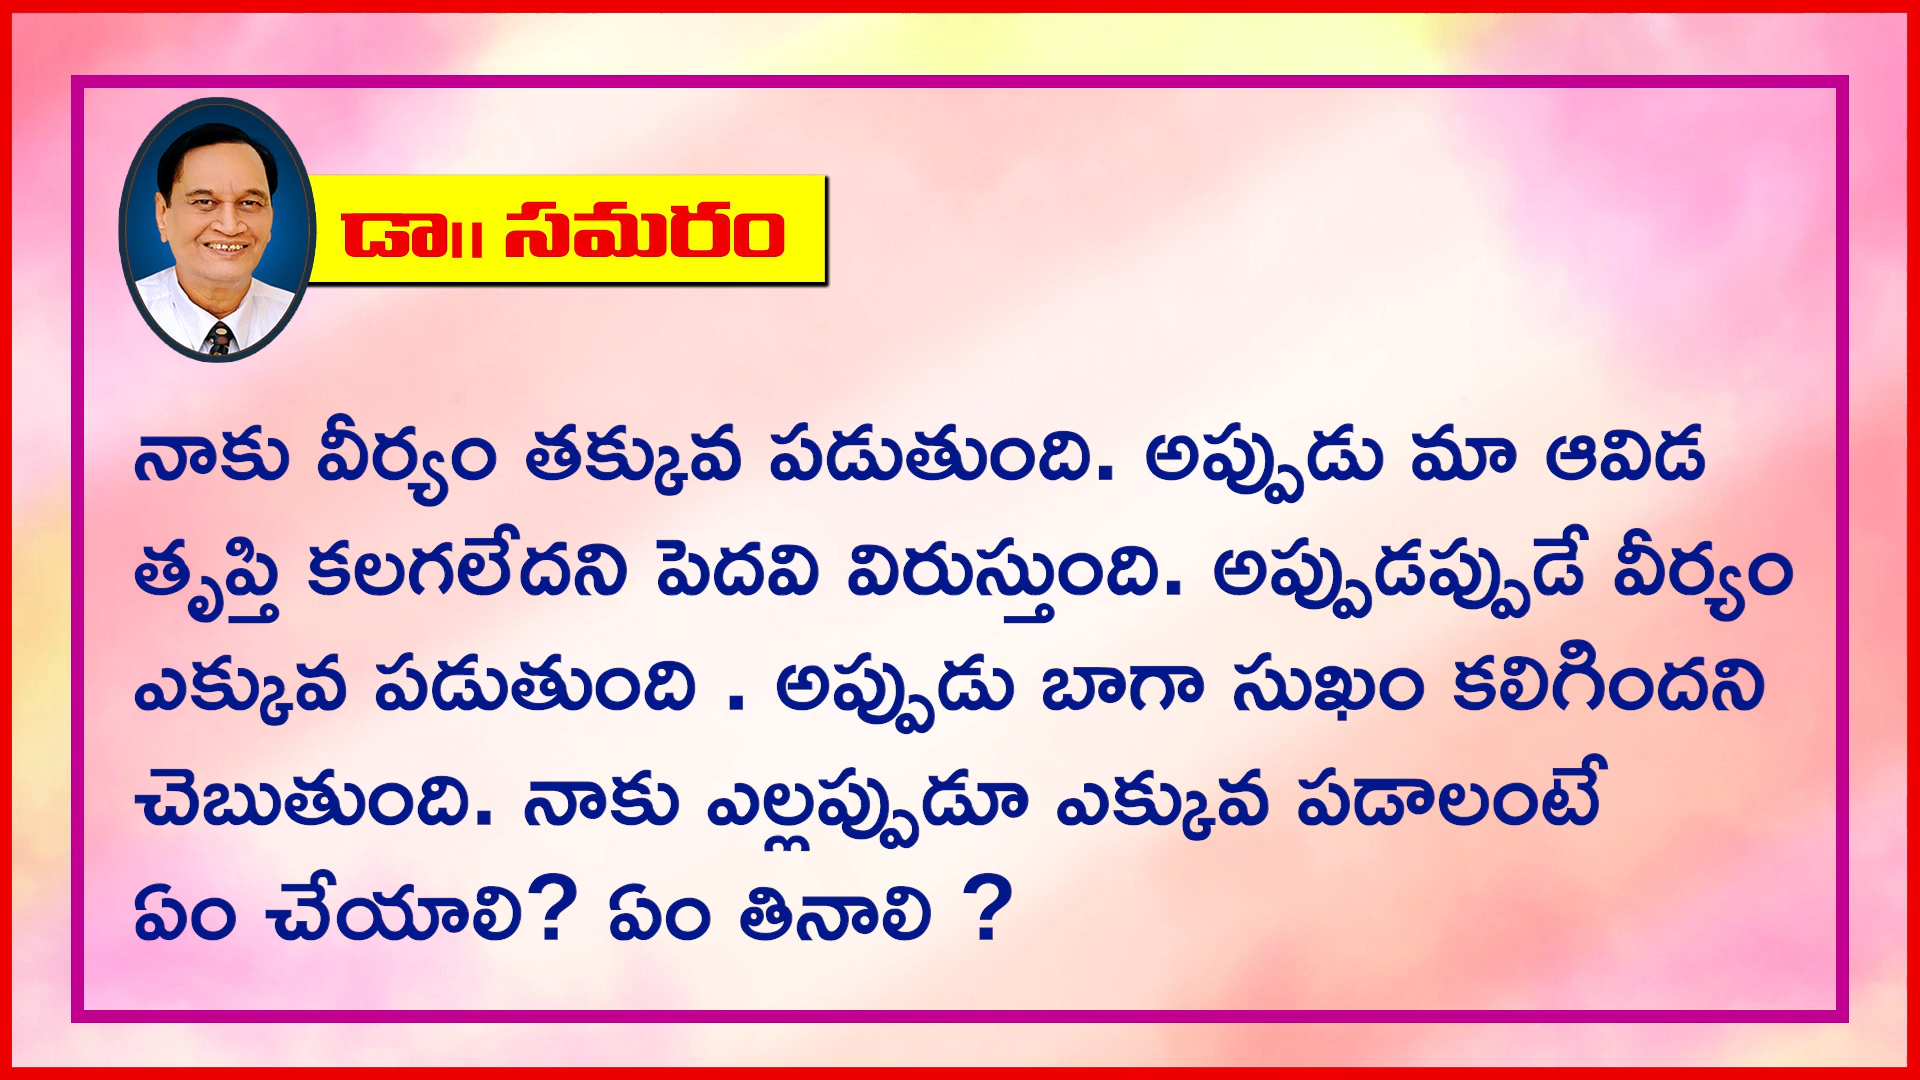 డా॥ సమరం
నాకు వీర్యం తక్కువ పడుతుంది. అప్పుడు మా ఆవిడ
తృప్తి కలగలేదని పెదవి విరుస్తుంది. అప్పుడప్పుడే వీర్యం
ఎక్కువ పడుతుంది . అప్పుడు బాగా సుఖం కలిగిందని
చెబుతుంది. నాకు ఎల్లప్పుడూ ఎక్కువ పడాలంటే
ఏం చేయాలి? ఏం తినాలి ?